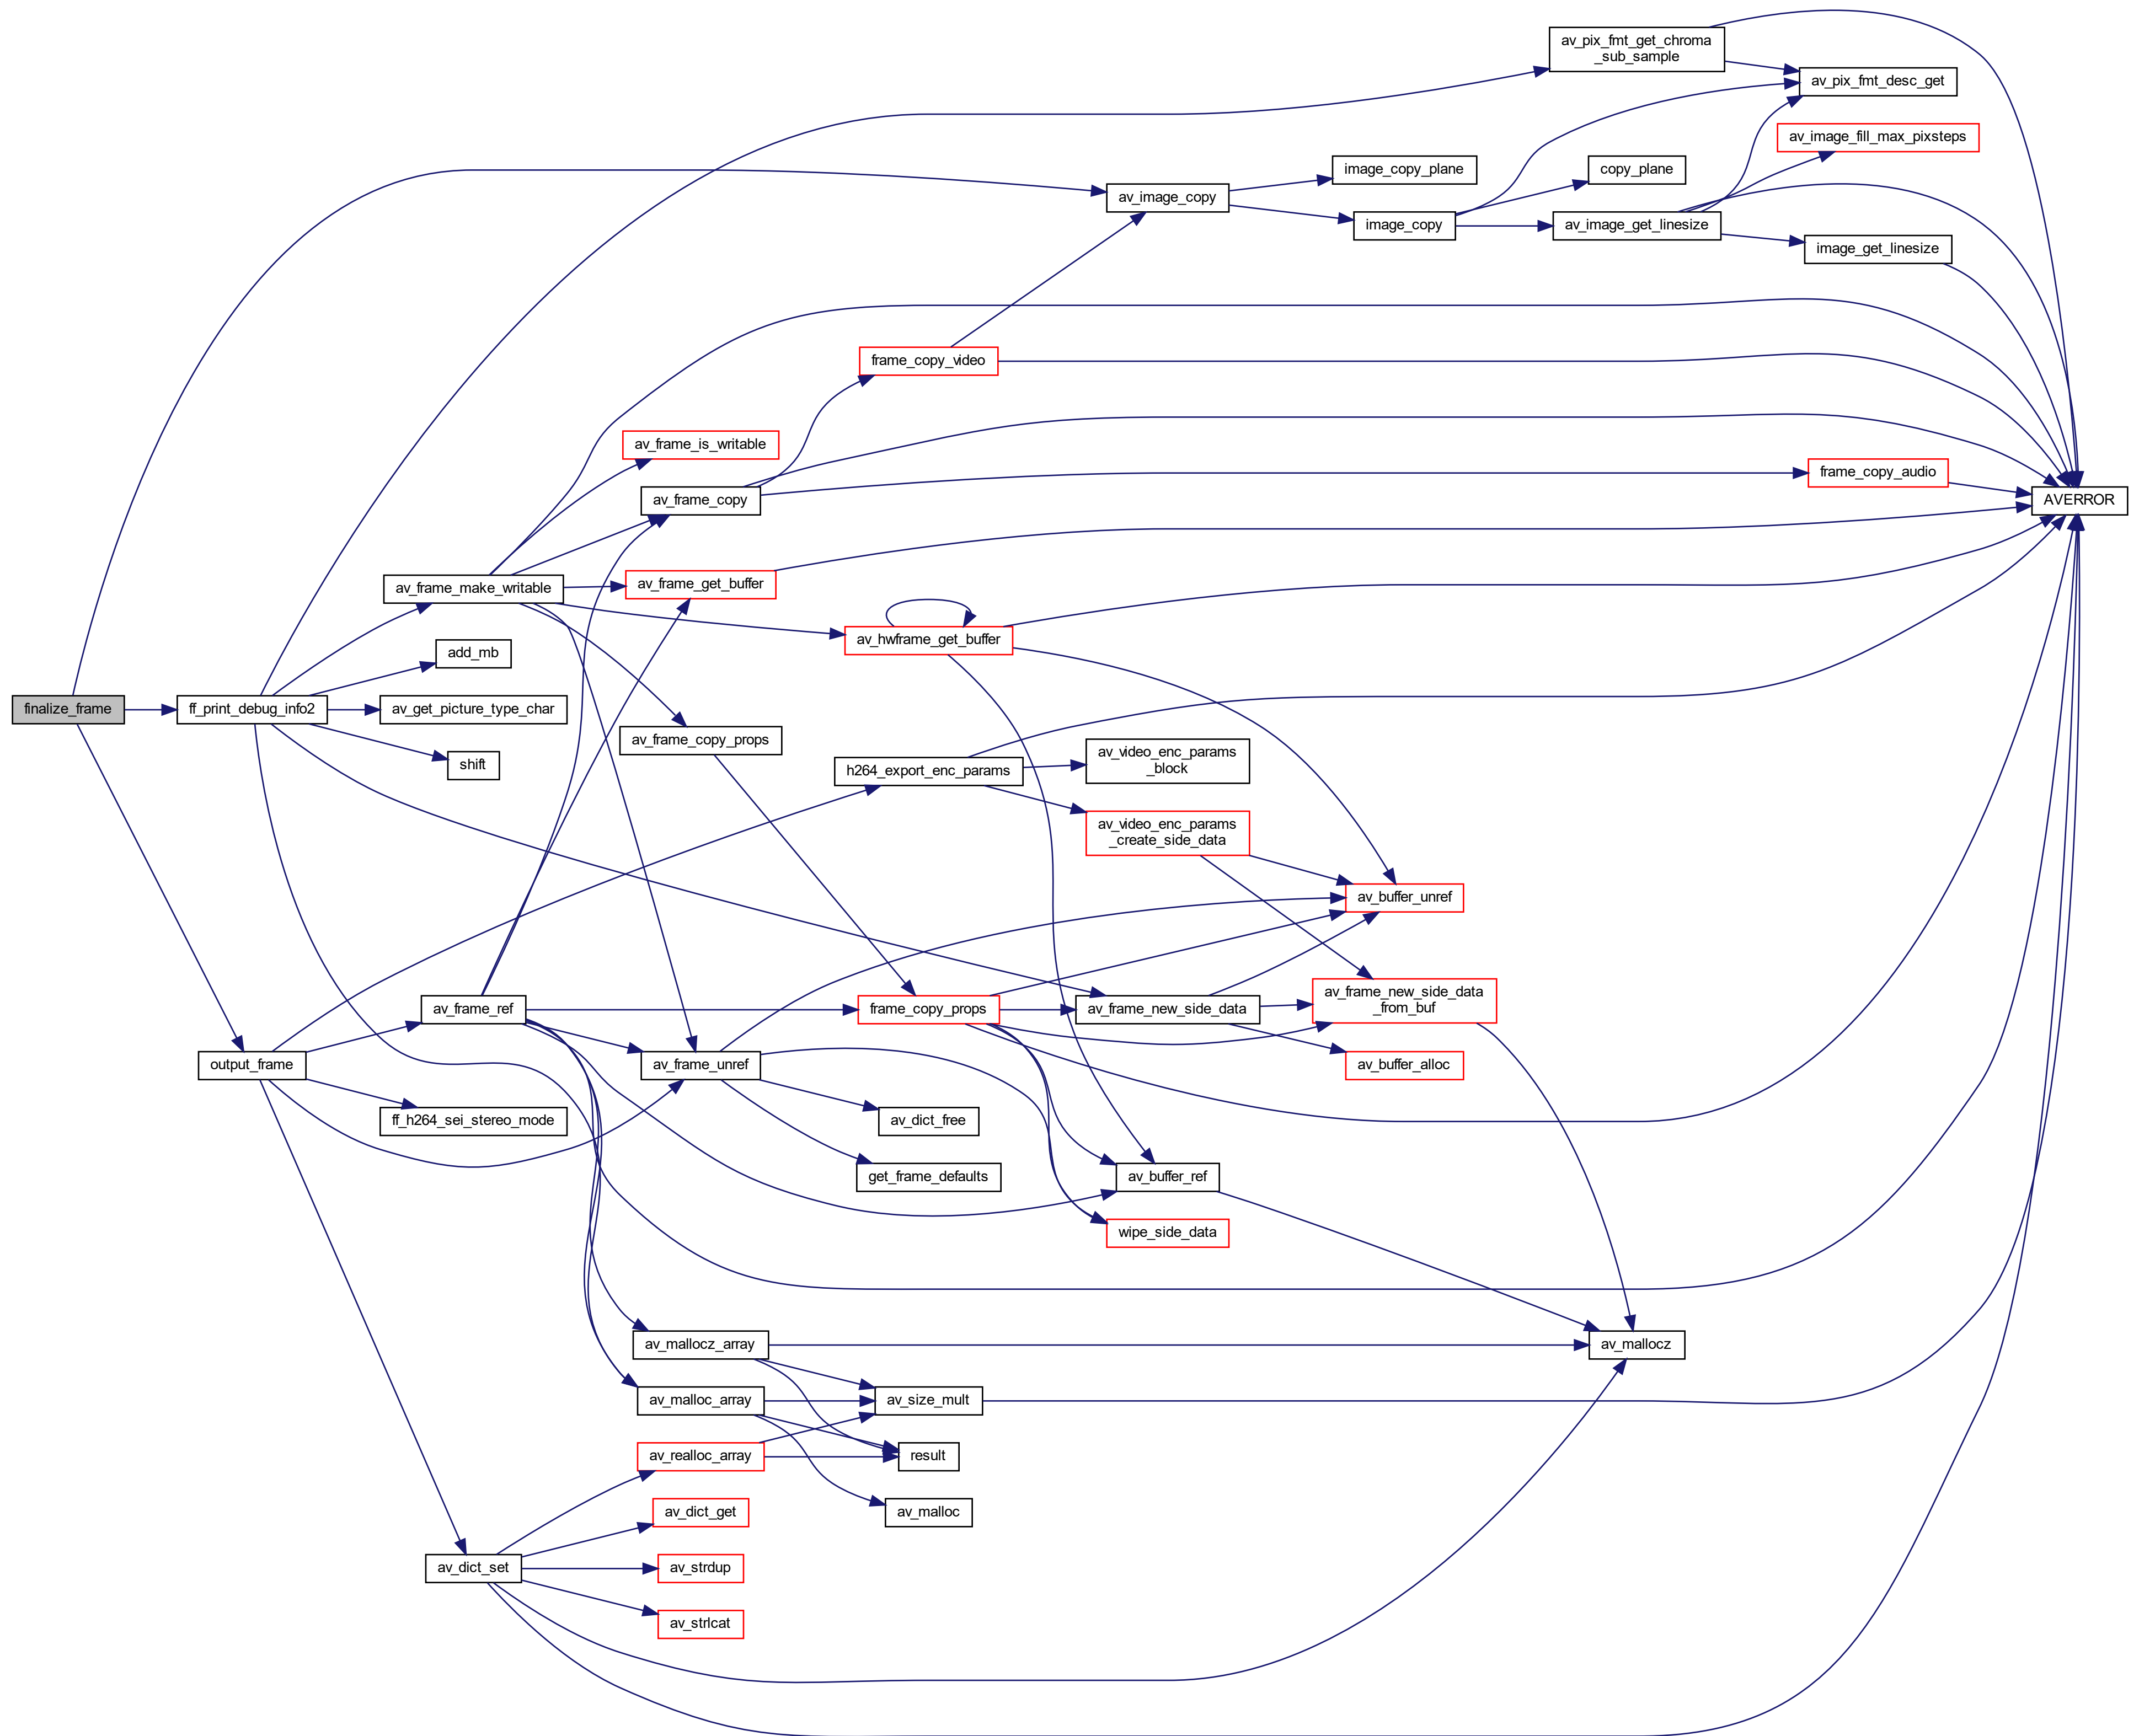 av_pix_fmt_get_chroma
_sub_sample
av_pix_fmt_desc_get
av_image_fill_max_pixsteps
image_copy_plane
copy_plane
av_image_copy
image_copy
av_image_get_linesize
image_get_linesize
frame_copy_video
av_frame_is_writable
frame_copy_audio
av_frame_copy
AVERROR
av_frame_make_writable
av_frame_get_buffer
av_hwframe_get_buffer
add_mb
finalize_frame
ff_print_debug_info2
av_get_picture_type_char
av_frame_copy_props
shift
h264_export_enc_params
av_video_enc_params
_block
av_video_enc_params
_create_side_data
av_buffer_unref
av_frame_ref
frame_copy_props
av_frame_new_side_data
av_frame_new_side_data
_from_buf
output_frame
av_frame_unref
av_buffer_alloc
ff_h264_sei_stereo_mode
av_dict_free
get_frame_defaults
av_buffer_ref
wipe_side_data
av_mallocz_array
av_mallocz
av_malloc_array
av_size_mult
av_realloc_array
result
av_dict_get
av_malloc
av_dict_set
av_strdup
av_strlcat